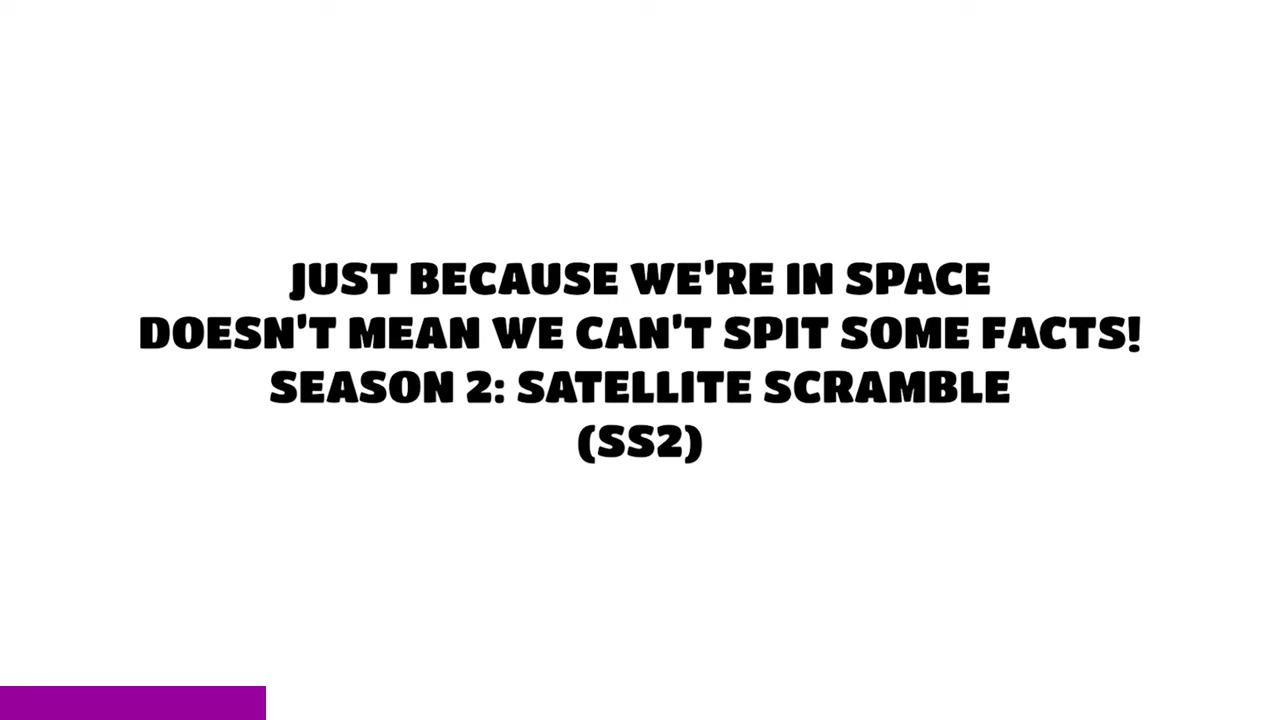 JUST BECAUSE WE'RE IN SPACE
DOESN'T MEAN WE CAN'T SPIT SOME FACTS!
SEASON 2: SATELLITE SCRAMBLE
(SS2)